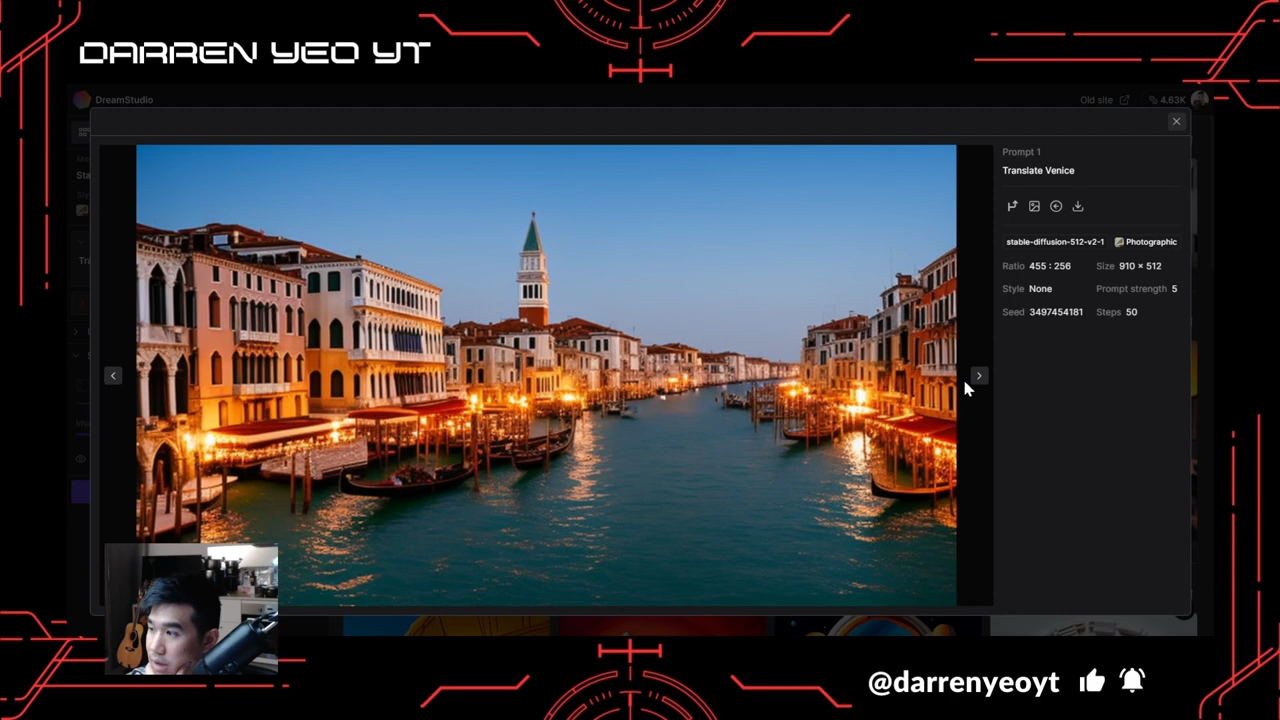 DARREN YEO YT
DreamStudio
Old site
4.63K
Prompt 1
Translate Venice
stable-diffusion-512-v2-1 Photographic
Ratio 455 : 256 Size 910 × 512
Style None Prompt strength 5
Seed 3497454181 Steps 50
@darrenyeoyt